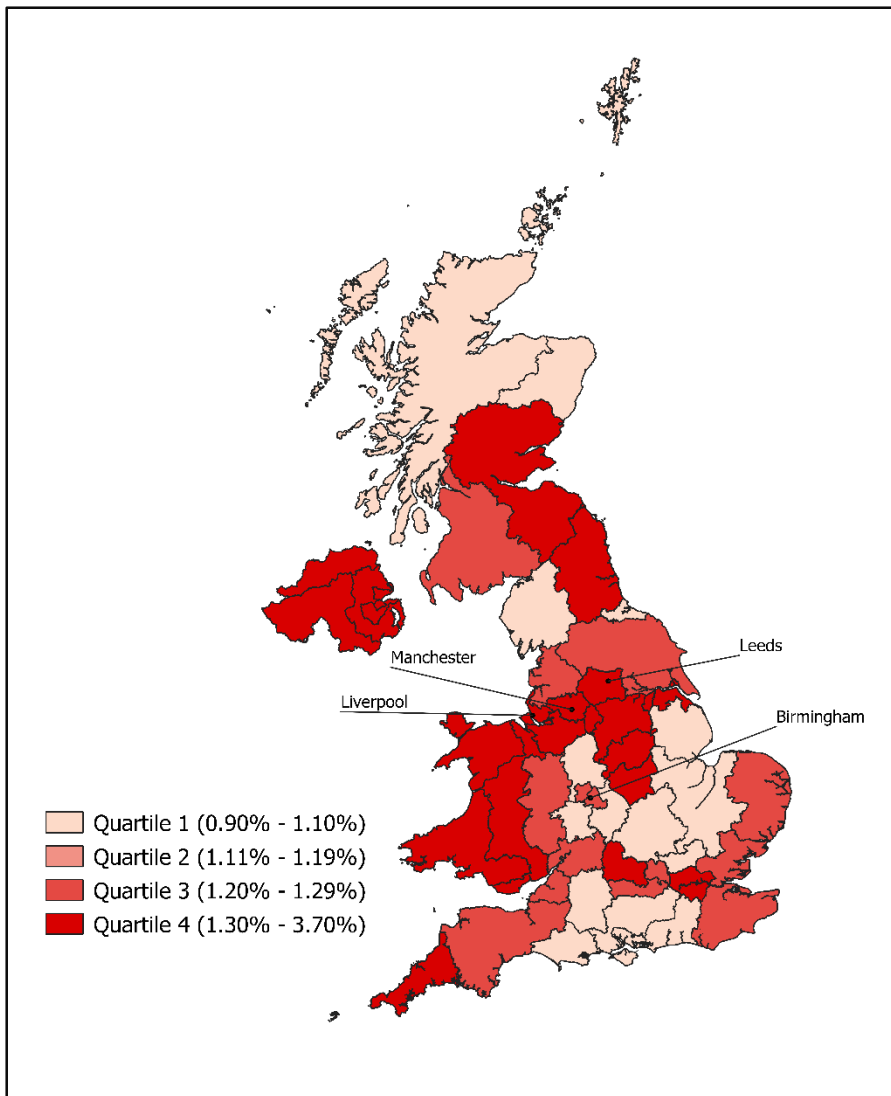 Leeds
Manchester
Liverpool
Birmingham
Quartile 1 (0.90% - 1.10%)
Quartile 2 (1.11% - 1.19%)
Quartile 3 (1.20% - 1.29%)
Quartile 4 (1.30% - 3.70%)